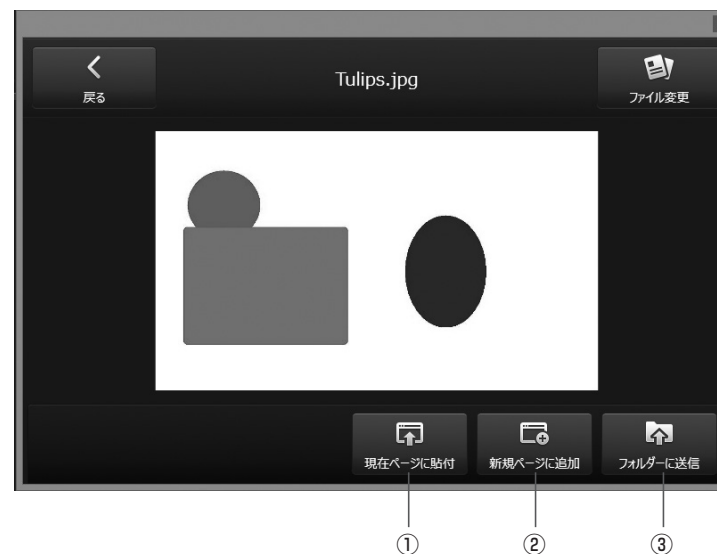 Tulips.jpg
戻る
ファイル変更
現在ページに貼付
新規ページに追加
フォルダーに送信
①
②
③